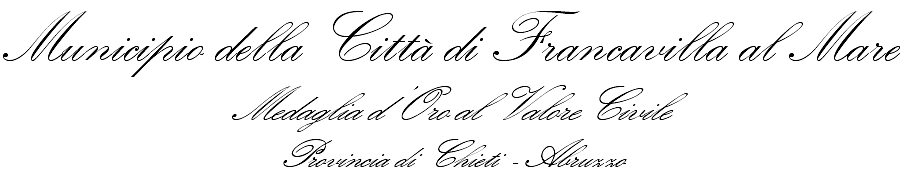 Municipio della Città di Francavilla al Mare
Medaglia d'Oro al Valore Civile
Provincia di Chieti - Abruzzo